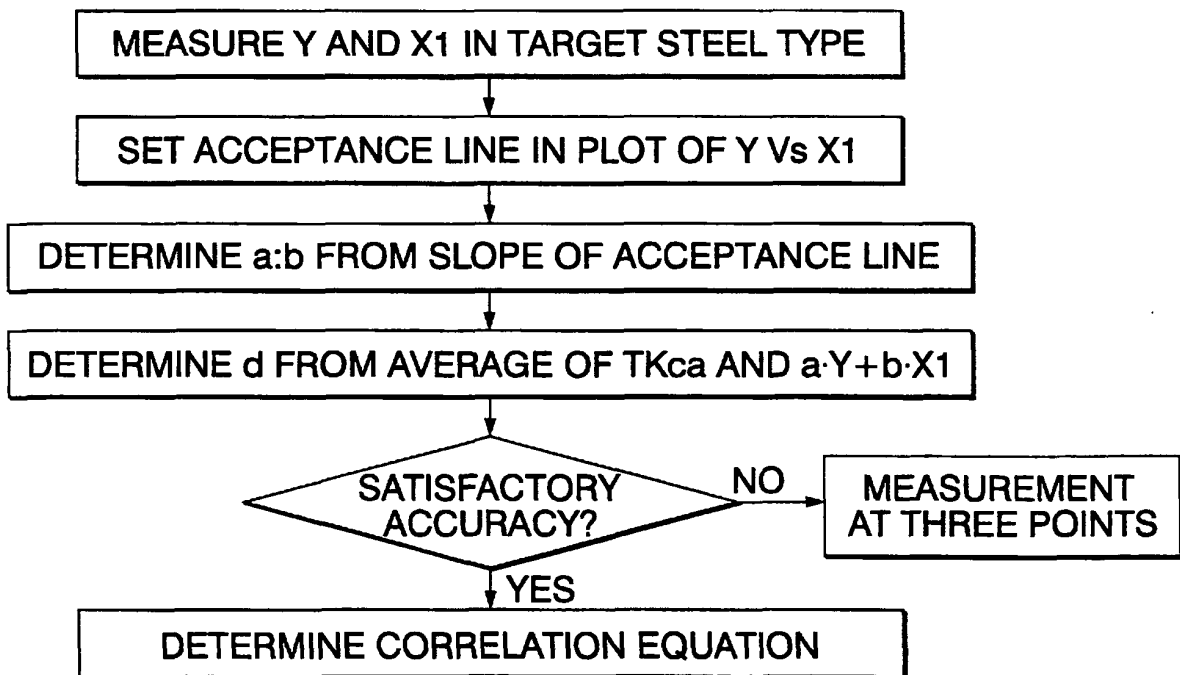 MEASURE Y AND X1 IN TARGET STEEL TYPE
SET ACCEPTANCE LINE IN PLOT OF Y Vs X1
DETERMINE a:b FROM SLOPE OF ACCEPTANCE LINE
DETERMINE d FROM AVERAGE OF TKca AND a·Y+b·X1
SATISFACTORY
ACCURACY?
NO
MEASUREMENT
AT THREE POINTS
YES
DETERMINE CORRELATION EQUATION